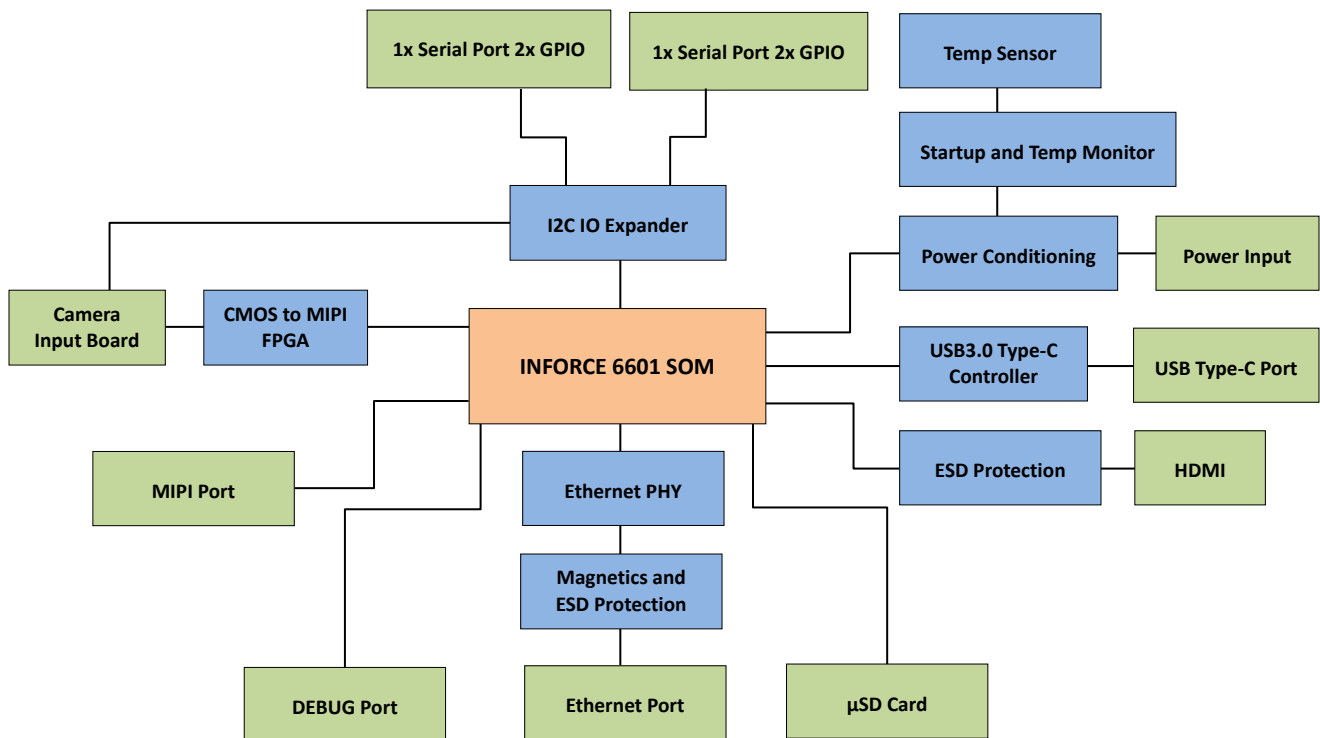 1x Serial Port 2x GPIO
1x Serial Port 2x GPIO
Temp Sensor
Startup and Temp Monitor
I2C IO Expander
Power Conditioning
Power Input
Camera
Input Board
CMOS to MIPI
FPGA
INFORCE 6601 SOM
USB3.0 Type-C
Controller
USB Type-C Port
MIPI Port
Ethernet PHY
ESD Protection
HDMI
Magnetics and
ESD Protection
DEBUG Port
Ethernet Port
µSD Card